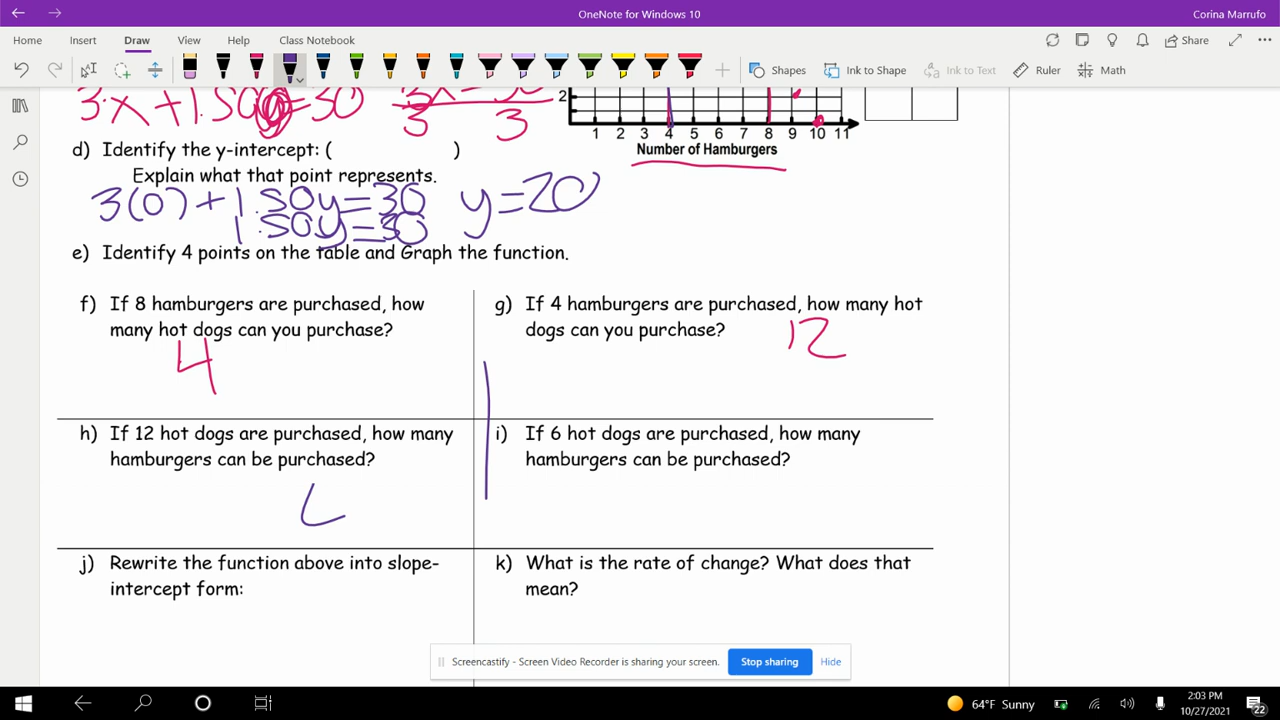 OneNote for Windows 10
Corina Marrufo
Home Insert Draw View Help Class Notebook
Share
Shapes Ink to Shape Ink to Text Ruler Math
3x + 1.50 = 30
3 3
2
1 2 3 4 5 6 7 8 9 10 11
Number of Hamburgers
d) Identify the y-intercept: ( )
Explain what that point represents.
3(0) + 1.50y = 30 y = 20
1.50y = 30
e) Identify 4 points on the table and Graph the function.
f) If 8 hamburgers are purchased, how
many hot dogs can you purchase?
4
g) If 4 hamburgers are purchased, how many hot
dogs can you purchase?
12
h) If 12 hot dogs are purchased, how many
hamburgers can be purchased?
i) If 6 hot dogs are purchased, how many
hamburgers can be purchased?
j) Rewrite the function above into slope-
intercept form:
k) What is the rate of change? What does that
mean?
Screencastify - Screen Video Recorder is sharing your screen. Stop sharing Hide
64°F Sunny
2:03 PM
10/27/2021
22